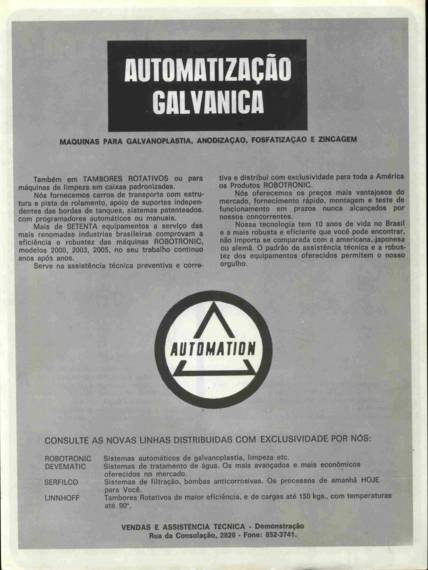 AUTOMATIZAÇÃO
GALVANICA
MAQUINAS PARA GALVANOPLASTIA, ANODIZAÇAO, FOSFATIZAÇAO E ZINCAGEM
Também em TAMBORES ROTATIVOS ou para
máquinas de limpeza em caixas padronizadas.
Nós fornecemos carros de transporte com estru-
tura e pista de rolamento, apoio de suportes indepen-
dentes das bordas de tanques, sistemas patenteados,
com programadores automáticos ou manuais.
Mais de SETENTA equipamentos a serviço das
mais renomadas industrias brasileiras comprovam a
eficiência e robustez das máquinas ROBOTRONIC,
modelos 2000, 2003, 2005, no seu trabalho continuo
anos após anos.
Serve na assistência técnica preventiva e corre-
tiva e distribui com exclusividade para toda a América
os Produtos ROBOTRONIC.
Nós oferecemos os preços mais vantajosos do
mercado, fornecimento rápido, montagem e teste de
funcionamento em prazos nunca alcançados por
nossos concorrentes.
Nossa tecnologia tem 10 anos de vida no Brasil
e a mais robusta e eficiente que você pode encontrar,
não importa se comparada com a americana, japonesa
ou alemã. O padrão de assistência técnica e a robus-
tez dos equipamentos oferecidos permitem o nosso
orgulho.
AUTOMATION
CONSULTE AS NOVAS LINHAS DISTRIBUIDAS COM EXCLUSIVIDADE POR NÓS:
ROBOTRONIC Sistemas automáticos de galvanoplastia, limpeza etc.
DEVEMATIC Sistemas de tratamento de água. Os mais avançados e mais econômicos
oferecidos no mercado.
SERFILCO Sistemas de filtração, bombas anticorrosivas. Os processos de amanhã HOJE
para Você.
LINNHOFF Tambores Rotativos de maior eficiência, e de cargas até 150 kgs., com temperaturas
até 90º.
VENDAS E ASSISTENCIA TECNICA - Demonstração
Rua da Consolação, 2828 - Fone: 852-3741.